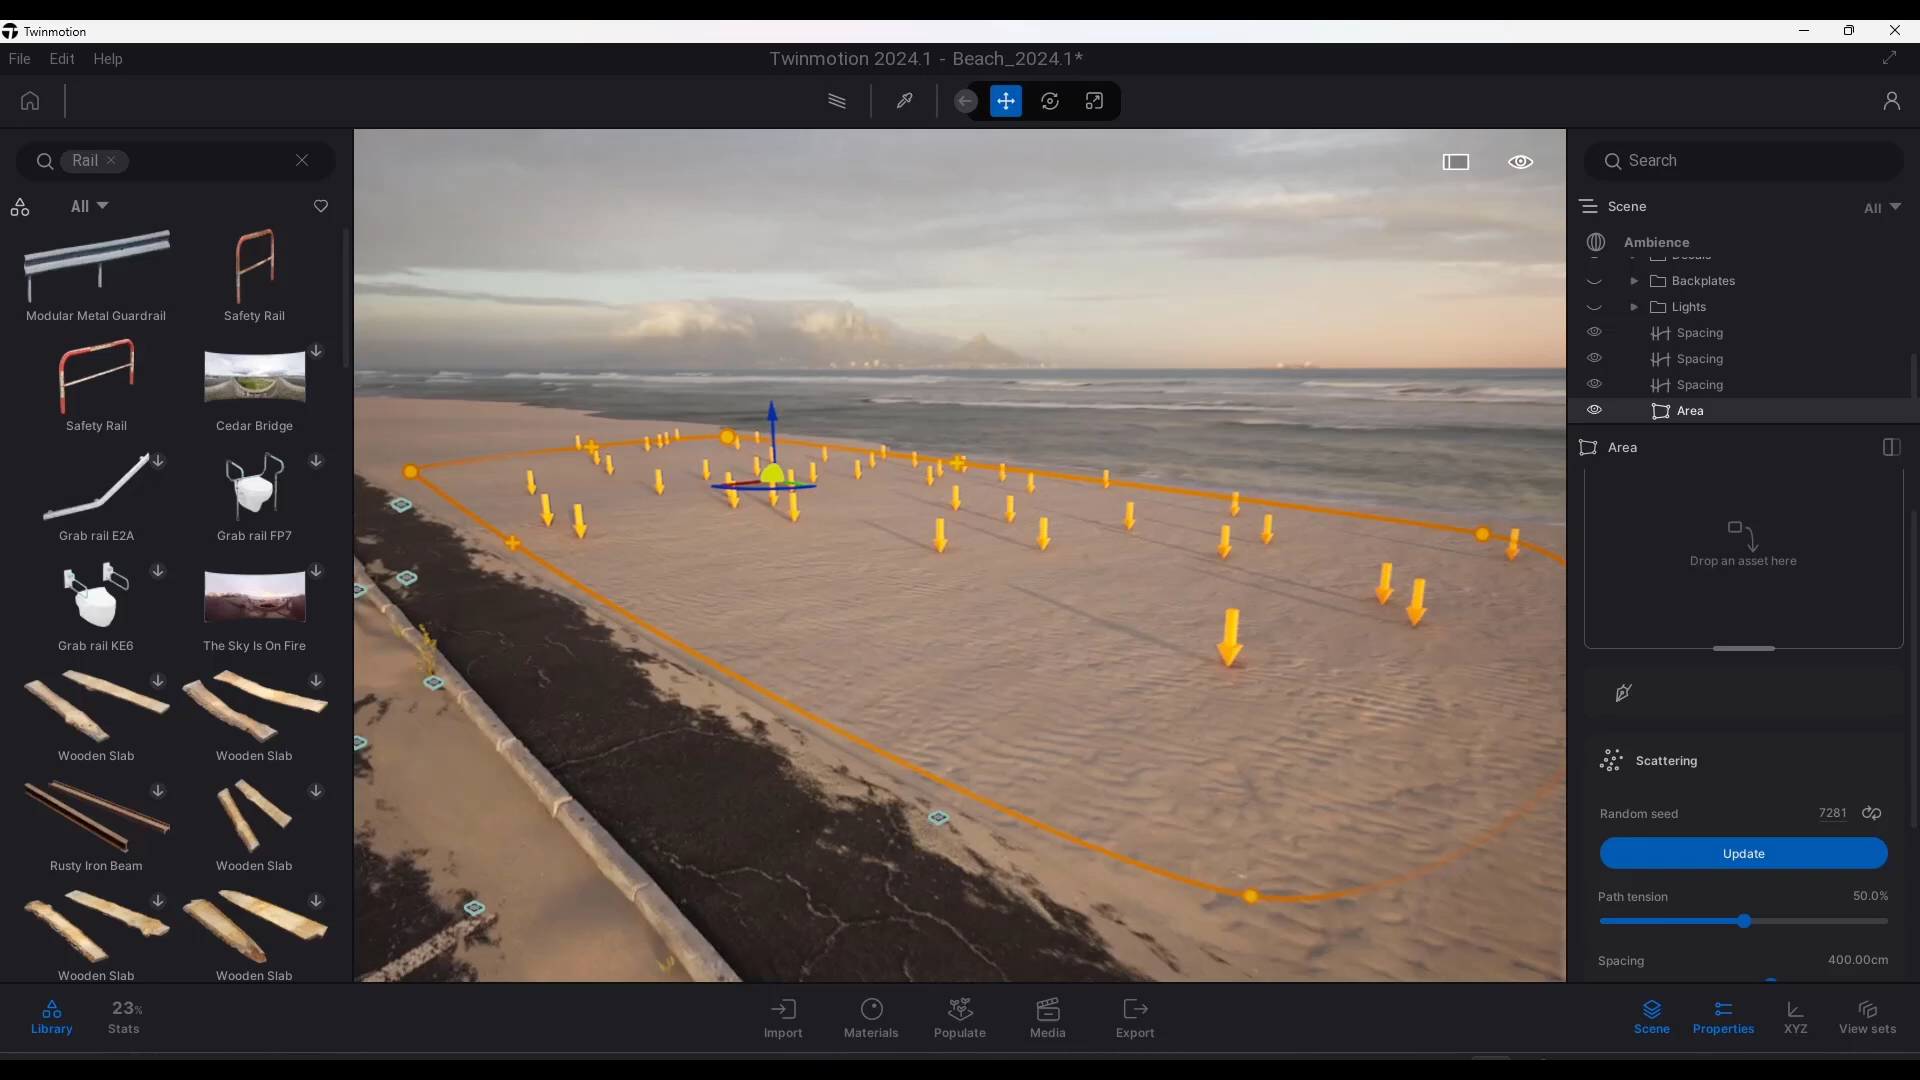 Twinmotion
File Edit Help
Twinmotion 2024.1 - Beach_2024.1*
Rail
All
Modular Metal Guardrail
Safety Rail
Safety Rail
Cedar Bridge
Grab rail E2A
Grab rail FP7
Grab rail KE6
The Sky Is On Fire
Wooden Slab
Wooden Slab
Rusty Iron Beam
Wooden Slab
Wooden Slab
Wooden Slab
Search
Scene
All
Ambience
Decals
Backplates
Lights
Spacing
Spacing
Spacing
Area
Area
Drop an asset here
Scattering
Random seed 7281
Update
Path tension 50.0%
Spacing 400.00cm
Library
23%
Stats
Import
Materials
Populate
Media
Export
Scene
Properties
XYZ
View sets